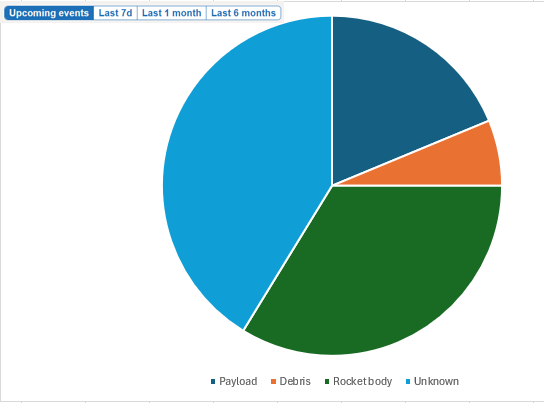 Upcoming events Last 7d Last 1 month Last 6 months
Payload Debris Rocket body Unknown